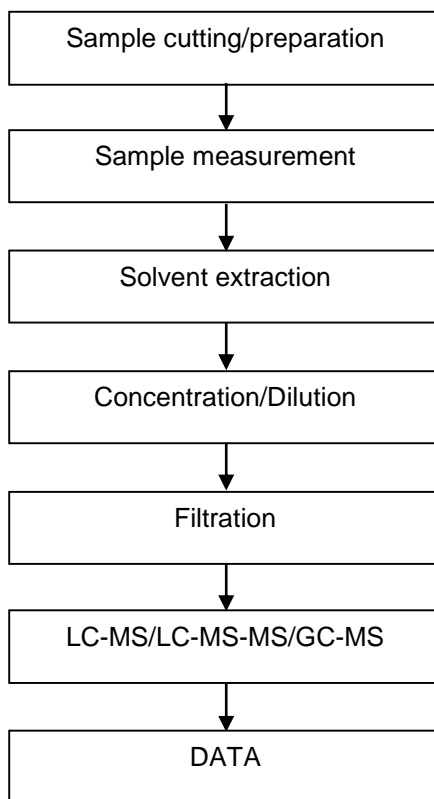 Sample cutting/preparation
Sample measurement
Solvent extraction
Concentration/Dilution
Filtration
LC-MS/LC-MS-MS/GC-MS
DATA